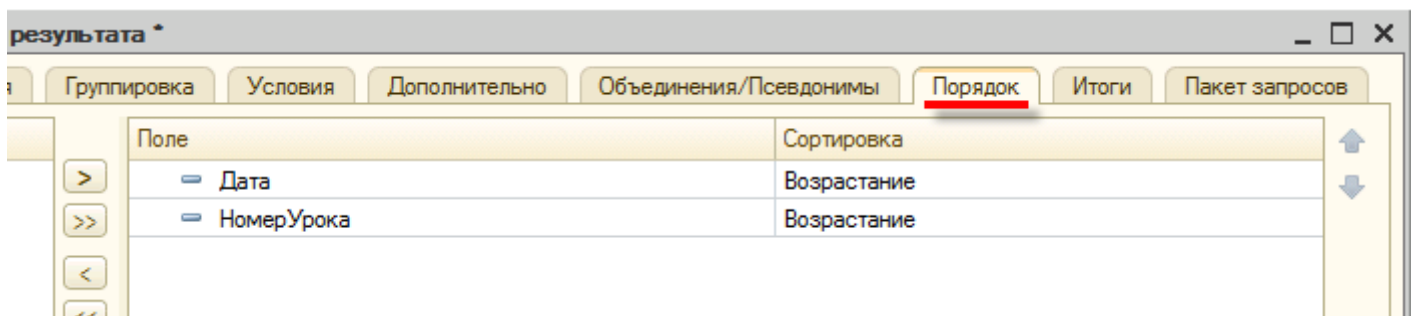 результата *
я Группировка Условия Дополнительно Объединения/Псевдонимы Порядок Итоги Пакет запросов
Поле Сортировка
> Дата Возрастание
>> НомерУрока Возрастание
<
<<